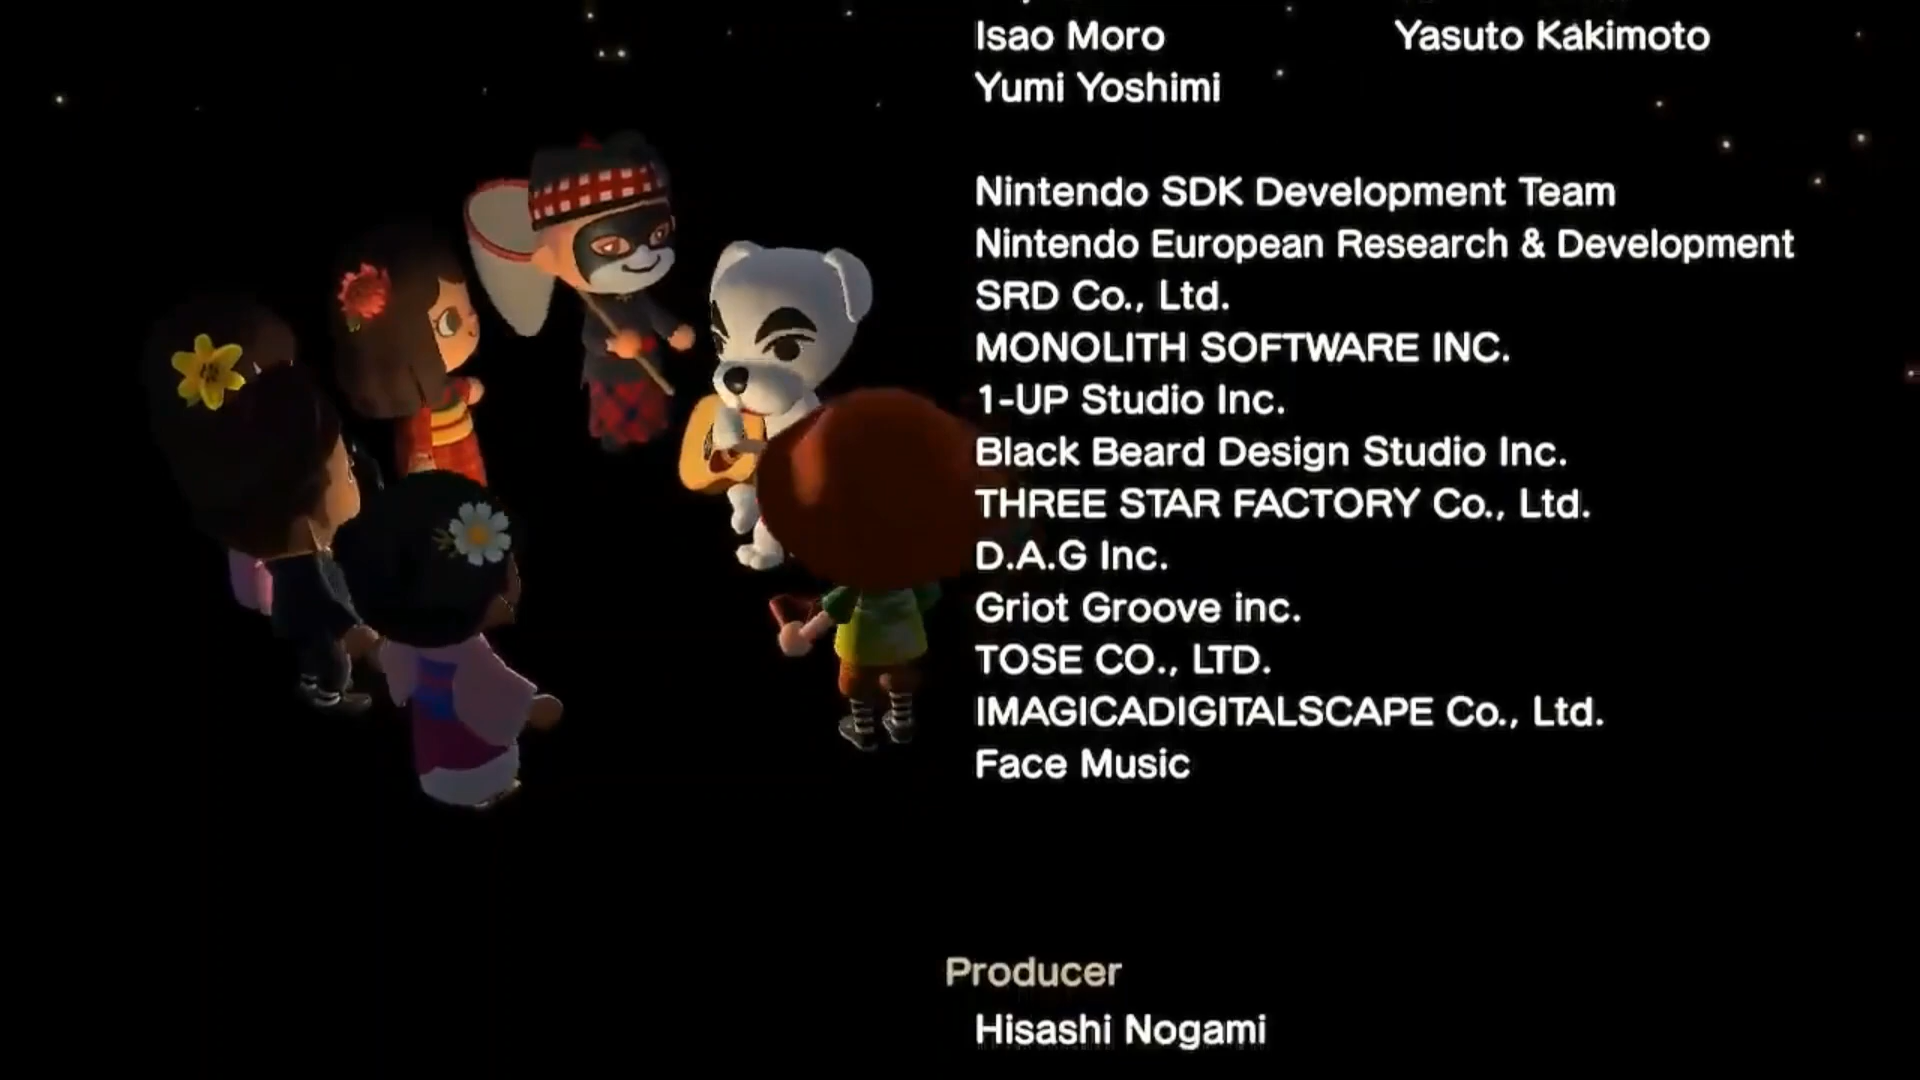 Isao Moro Yasuto Kakimoto
Yumi Yoshimi
Nintendo SDK Development Team
Nintendo European Research & Development
SRD Co., Ltd.
MONOLITH SOFTWARE INC.
1-UP Studio Inc.
Black Beard Design Studio Inc.
THREE STAR FACTORY Co., Ltd.
D.A.G Inc.
Griot Groove inc.
TOSE CO., LTD.
IMAGICADIGITALSCAPE Co., Ltd.
Face Music
Producer
Hisashi Nogami